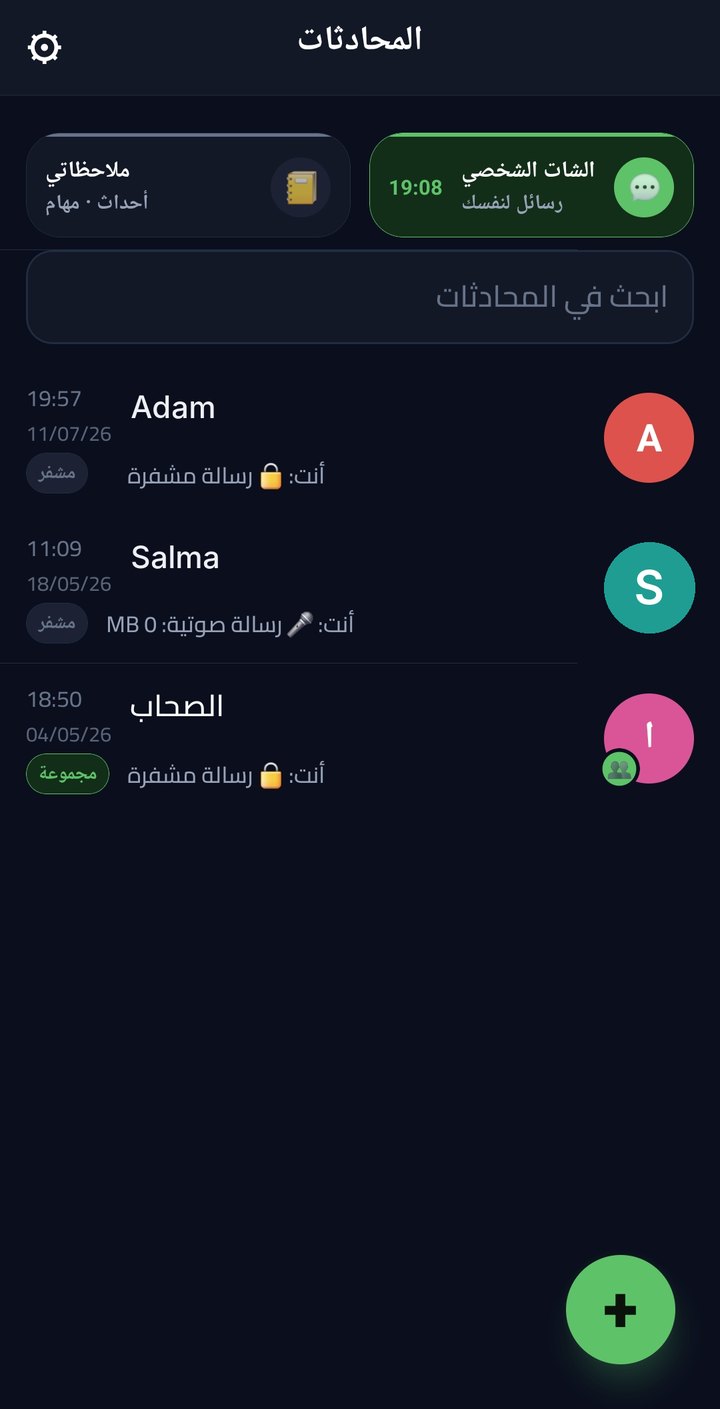 المحادثات
الشات الشخصي
رسائل لنفسك
19:08
ملاحظاتي
أحداث · مهام
ابحث في المحادثات
A
Adam
19:57
11/07/26
أنت: 🔒 رسالة مشفرة
مشفر
S
Salma
11:09
18/05/26
أنت: 🎤 رسالة صوتية: 0 MB
مشفر
ا
الصحاب
18:50
04/05/26
أنت: 🔒 رسالة مشفرة
مجموعة